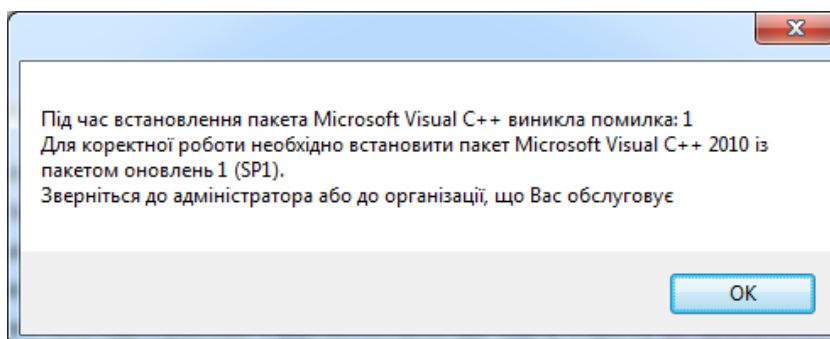 Під час встановлення пакета Microsoft Visual C++ виникла помилка: 1
Для коректної роботи необхідно встановити пакет Microsoft Visual C++ 2010 із
пакетом оновлень 1 (SP1).
Зверніться до адміністратора або до організації, що Вас обслуговує
OK